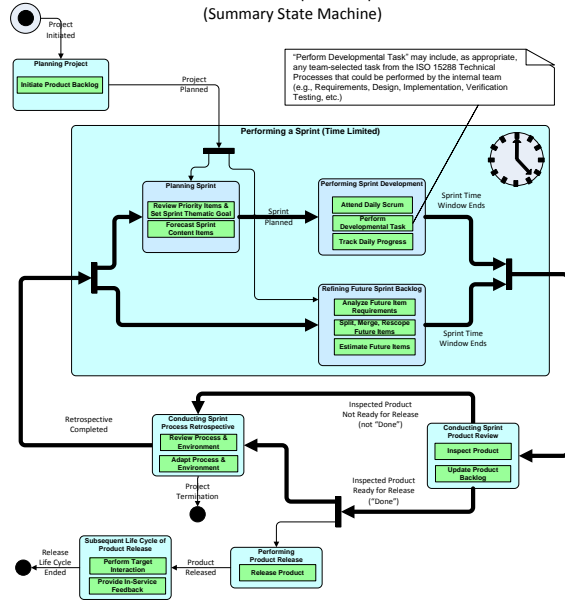 (Summary State Machine)
Project
Initiated
Planning Project
Initiate Product Backlog
Project
Planned
"Perform Developmental Task" may include, as appropriate,
any team-selected task from the ISO 15288 Technical
Processes that could be performed by the internal team
(e.g., Requirements, Design, Implementation, Verification
Testing, etc.)
Performing a Sprint (Time Limited)
Planning Sprint
Review Priority Items &
Set Sprint Thematic Goal
Forecast Sprint
Content Items
Sprint
Planned
Performing Sprint Development
Attend Daily Scrum
Perform
Developmental Task
Track Daily Progress
Sprint Time
Window Ends
Refining Future Sprint Backlog
Analyze Future Item
Requirements
Split, Merge, Rescope
Future Items
Estimate Future Items
Sprint Time
Window Ends
Retrospective
Completed
Conducting Sprint
Process Retrospective
Review Process &
Environment
Adapt Process &
Environment
Project
Termination
Inspected Product
Not Ready for Release
(not "Done")
Conducting Sprint
Product Review
Inspect Product
Update Product
Backlog
Inspected Product
Ready for Release
("Done")
Performing
Product Release
Release Product
Product
Released
Subsequent Life Cycle of
Product Release
Perform Target
Interaction
Provide In-Service
Feedback
Release
Life Cycle
Ended